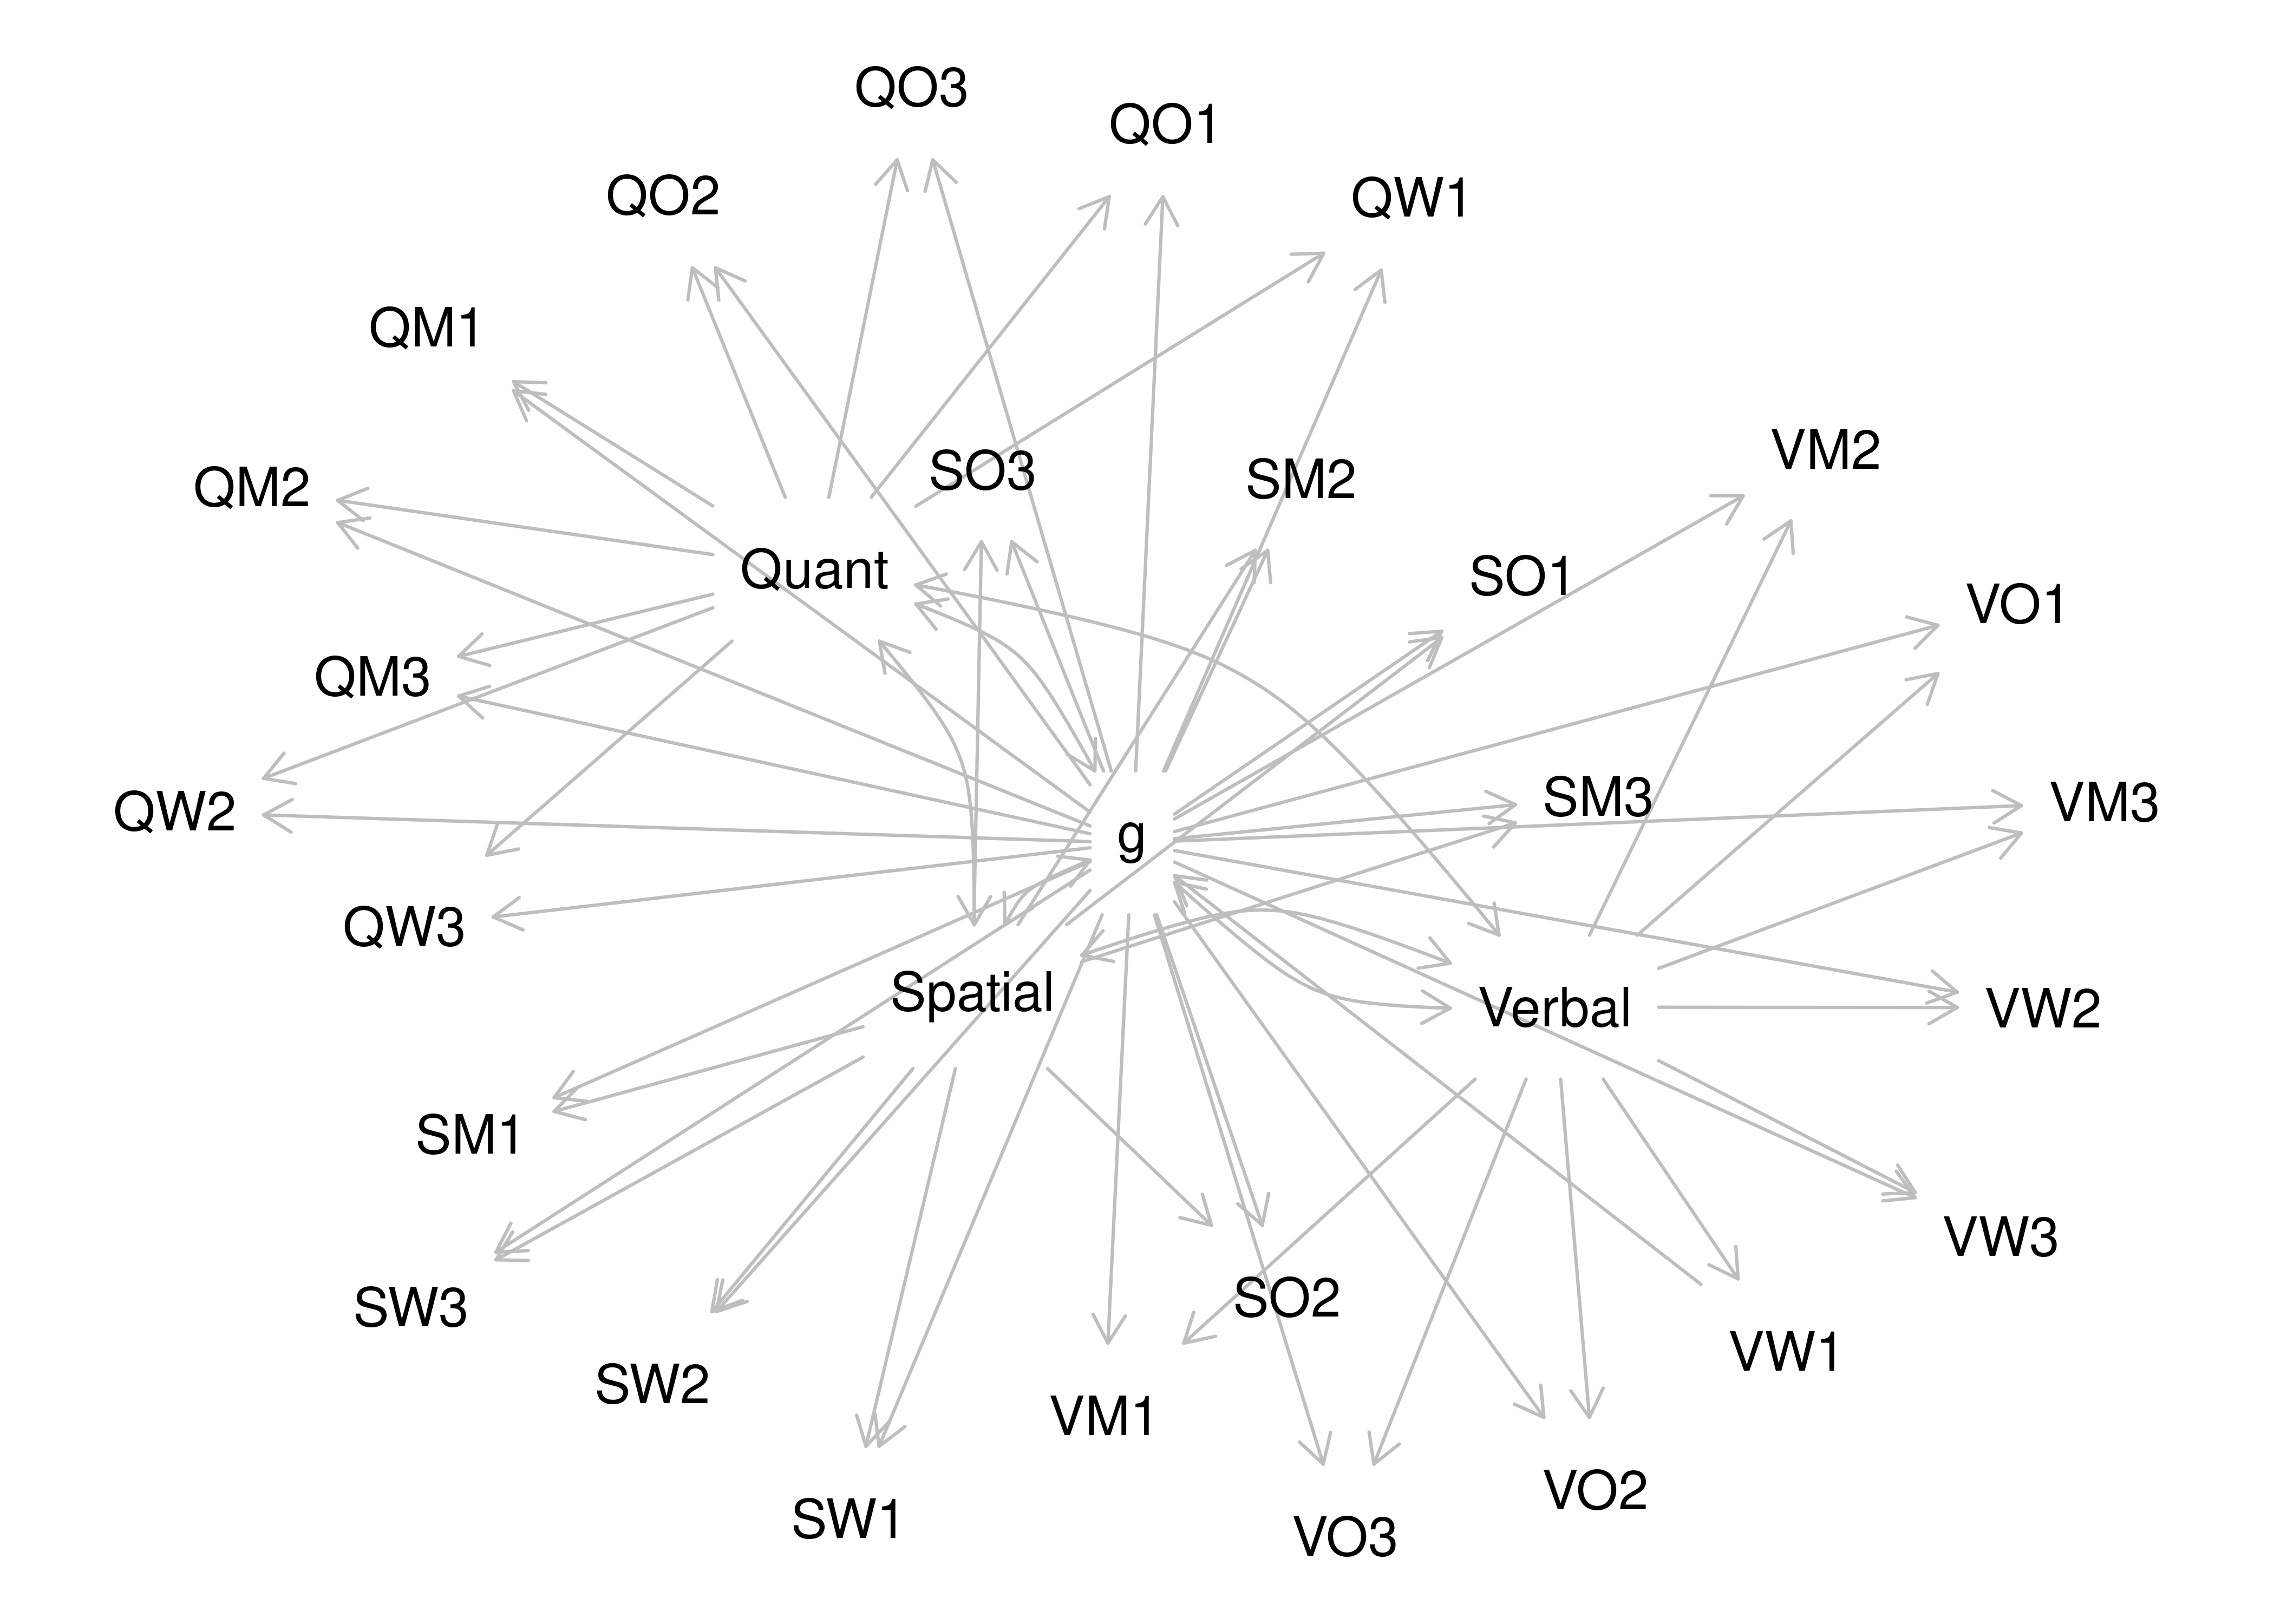 QO3
QO1
QO2
QW1
QM1
VM2
SO3
SM2
QM2
Quant
SO1
VO1
QM3
SM3
VM3
QW2
g
QW3
Spatial
Verbal
VW2
SM1
VW3
SO2
SW3
VW1
SW2
VM1
VO2
SW1
VO3